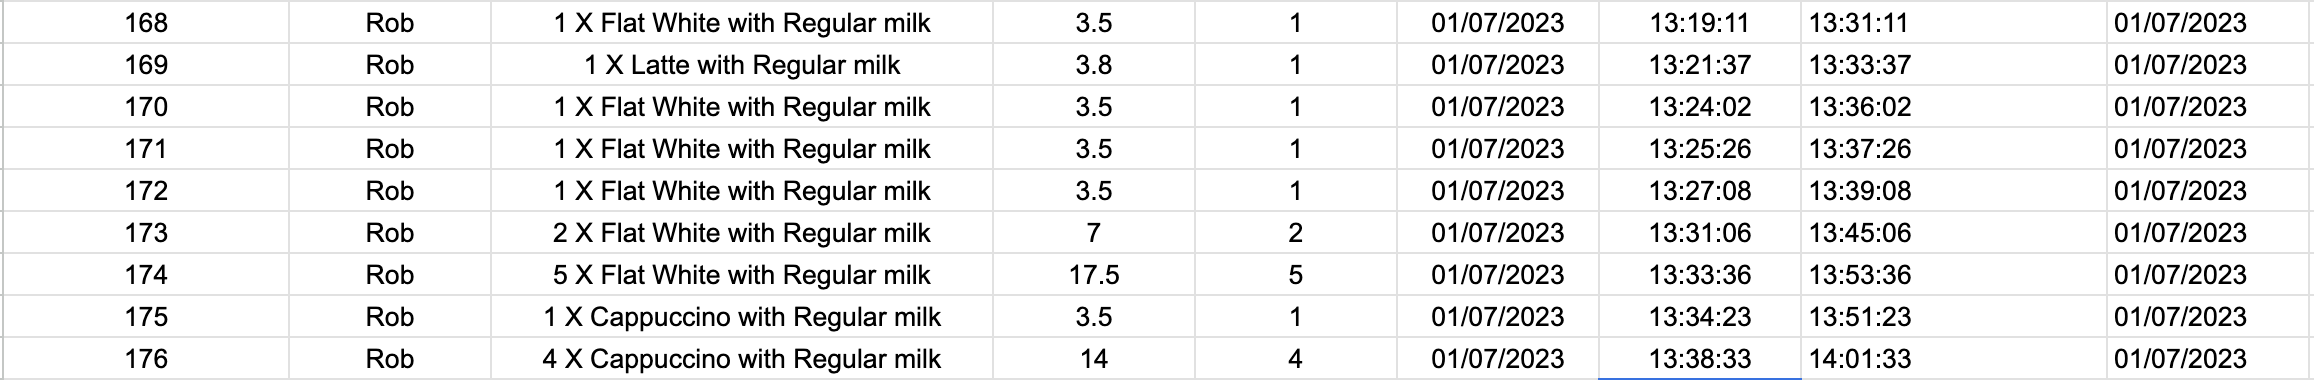 168 Rob 1 X Flat White with Regular milk 3.5 1 01/07/2023 13:19:11 13:31:11 01/07/2023
169 Rob 1 X Latte with Regular milk 3.8 1 01/07/2023 13:21:37 13:33:37 01/07/2023
170 Rob 1 X Flat White with Regular milk 3.5 1 01/07/2023 13:24:02 13:36:02 01/07/2023
171 Rob 1 X Flat White with Regular milk 3.5 1 01/07/2023 13:25:26 13:37:26 01/07/2023
172 Rob 1 X Flat White with Regular milk 3.5 1 01/07/2023 13:27:08 13:39:08 01/07/2023
173 Rob 2 X Flat White with Regular milk 7 2 01/07/2023 13:31:06 13:45:06 01/07/2023
174 Rob 5 X Flat White with Regular milk 17.5 5 01/07/2023 13:33:36 13:53:36 01/07/2023
175 Rob 1 X Cappuccino with Regular milk 3.5 1 01/07/2023 13:34:23 13:51:23 01/07/2023
176 Rob 4 X Cappuccino with Regular milk 14 4 01/07/2023 13:38:33 14:01:33 01/07/2023